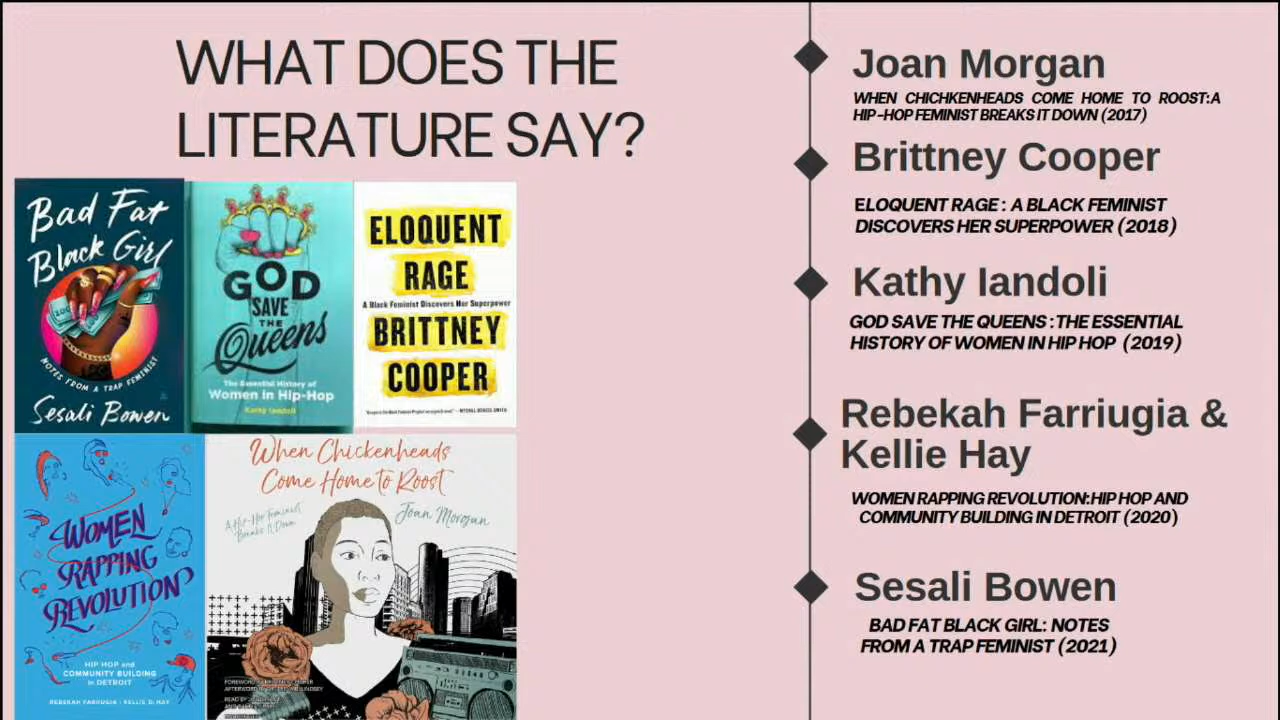 WHAT DOES THE
LITERATURE SAY?
Bad Fat
Black Girl
NOTES FROM A TRAP FEMINIST
Sesali Bowen
GOD
SAVE
THE
Queens
The Essential History of
Women in Hip-Hop
Kathy Iandoli
ELOQUENT
RAGE
A Black Feminist Discovers Her Superpower
BRITTNEY
COOPER
WOMEN
RAPPING
REVOLUTION
HIP HOP and
COMMUNITY BUILDING
in DETROIT
REBEKAH FARRUGIA · KELLIE D. HAY
When Chickenheads
Come Home to Roost
A Hip-Hop Feminist
Breaks It Down
Joan Morgan
Joan Morgan
WHEN CHICHKENHEADS COME HOME TO ROOST:A
HIP-HOP FEMINIST BREAKS IT DOWN (2017)
Brittney Cooper
ELOQUENT RAGE : A BLACK FEMINIST
DISCOVERS HER SUPERPOWER (2018)
Kathy Iandoli
GOD SAVE THE QUEENS :THE ESSENTIAL
HISTORY OF WOMEN IN HIP HOP (2019)
Rebekah Farriugia &
Kellie Hay
WOMEN RAPPING REVOLUTION:HIP HOP AND
COMMUNITY BUILDING IN DETROIT (2020)
Sesali Bowen
BAD FAT BLACK GIRL: NOTES
FROM A TRAP FEMINIST (2021)